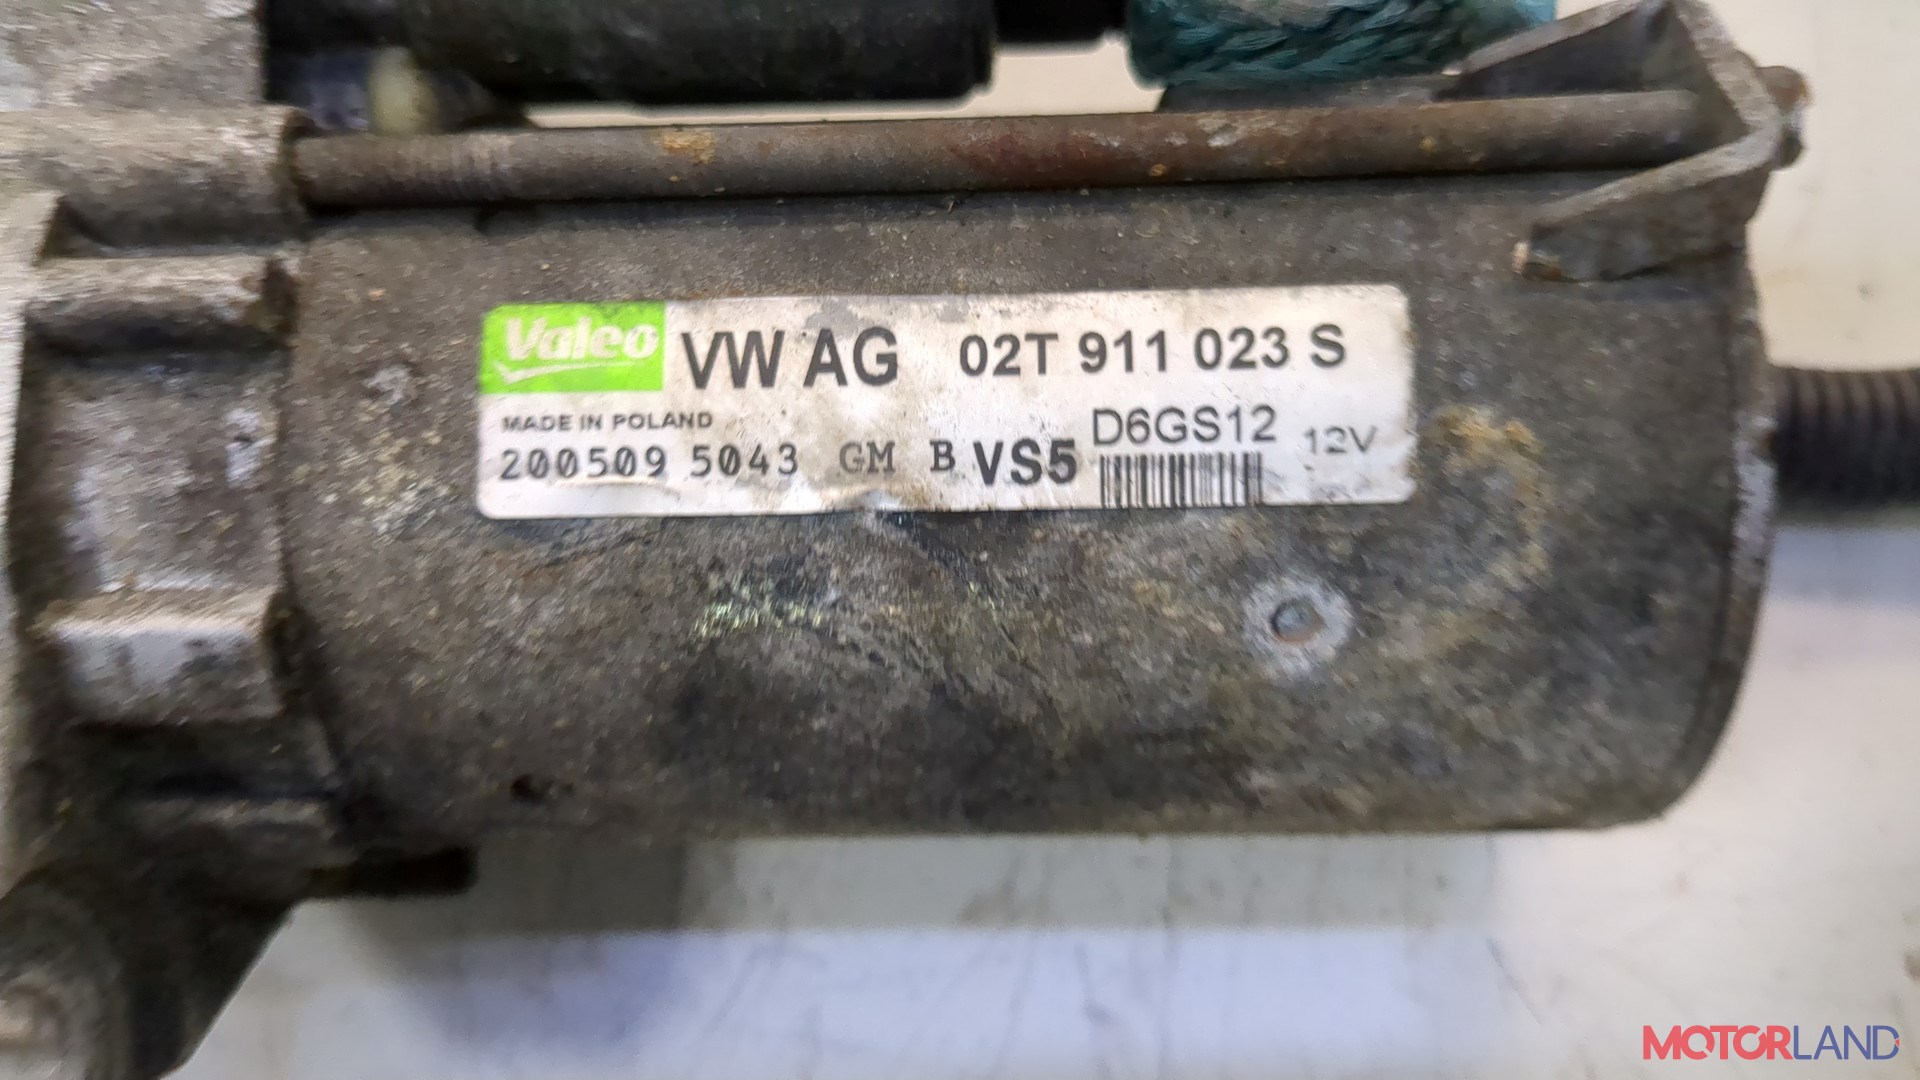 Valeo VW AG 02T 911 023 S
MADE IN POLAND
200509 5043 GM B VS5 D6GS12 12V
MOTORLAND